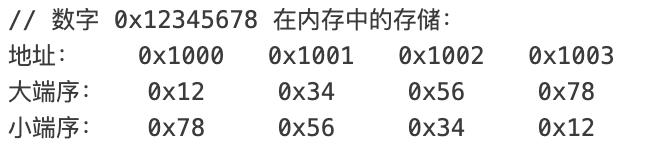 // 数字 0x12345678 在内存中的存储：
地址： 0x1000 0x1001 0x1002 0x1003
大端序： 0x12 0x34 0x56 0x78
小端序： 0x78 0x56 0x34 0x12